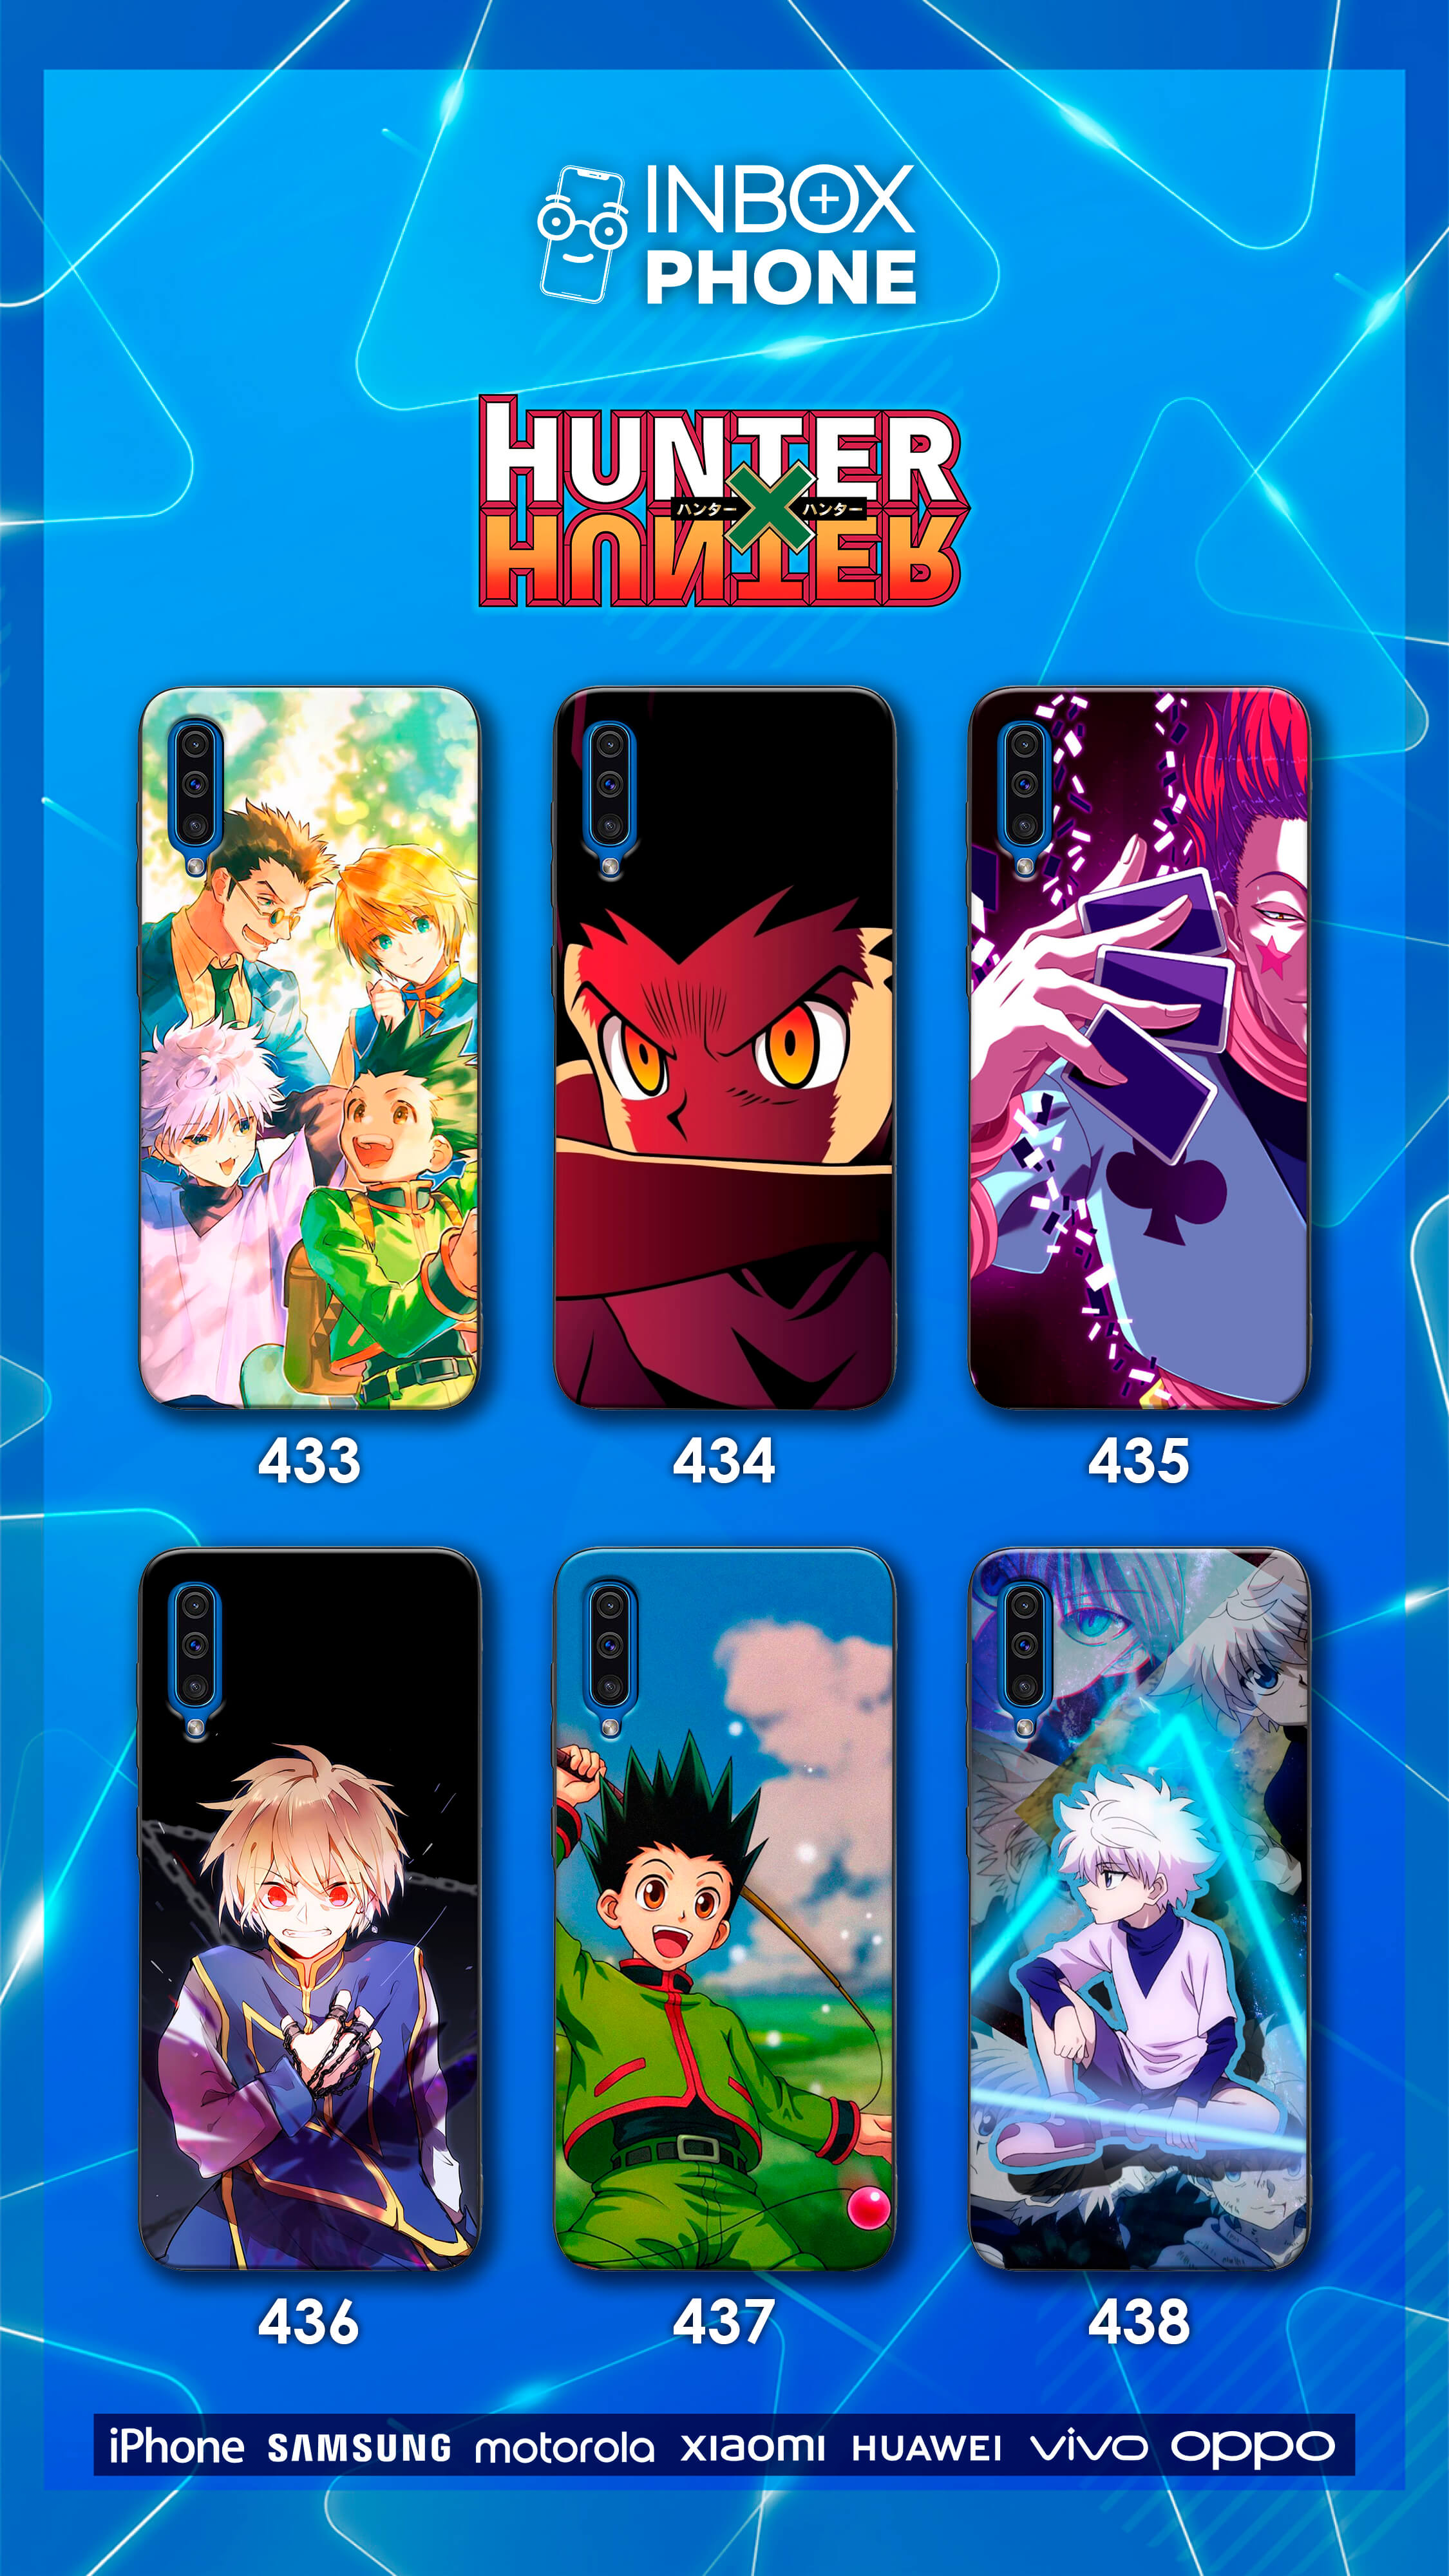 INBOX
PHONE
HUNTER
ハンター X ハンター
HUNTER
433
434
435
436
437
438
iPhone SAMSUNG motorola xiaomi HUAWEI vivo oppo